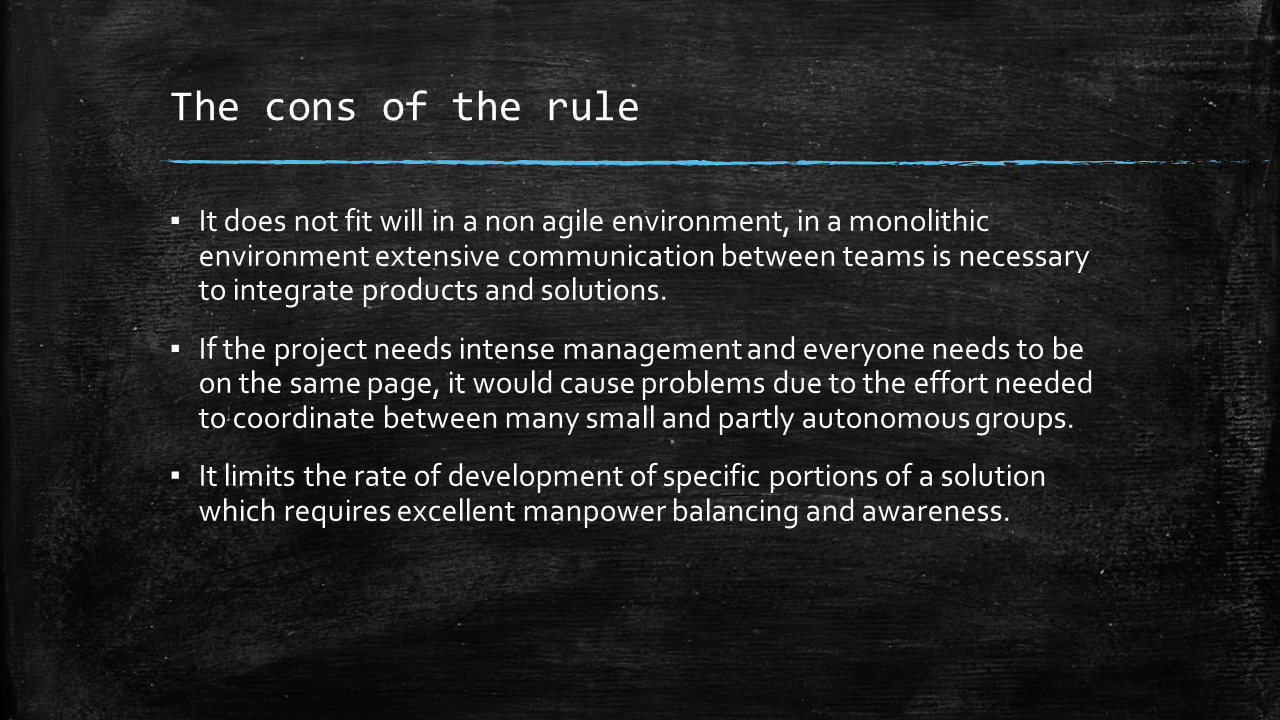 The cons of the rule
▪ It does not fit will in a non agile environment, in a monolithic
environment extensive communication between teams is necessary
to integrate products and solutions.
▪ If the project needs intense management and everyone needs to be
on the same page, it would cause problems due to the effort needed
to coordinate between many small and partly autonomous groups.
▪ It limits the rate of development of specific portions of a solution
which requires excellent manpower balancing and awareness.